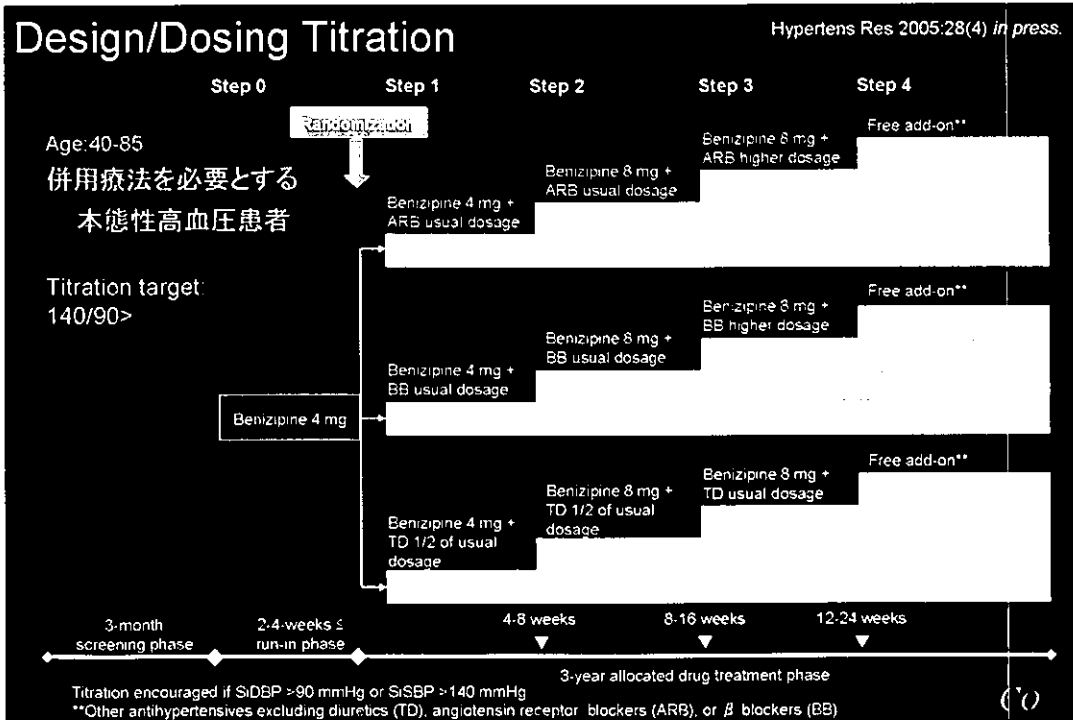 Design/Dosing Titration
Hypertens Res 2005:28(4) in press.
Step 0
Step 1
Step 2
Step 3
Step 4
Randomization
Age:40-85
併用療法を必要とする
本態性高血圧患者
Titration target:
140/90>
Benizipine 4 mg
Benizipine 4 mg +
ARB usual dosage
Benizipine 8 mg +
ARB usual dosage
Benizipine 8 mg +
ARB higher dosage
Free add-on**
Benizipine 4 mg +
BB usual dosage
Benizipine 8 mg +
BB usual dosage
Benizipine 8 mg +
BB higher dosage
Free add-on**
Benizipine 4 mg +
TD 1/2 of usual
dosage
Benizipine 8 mg +
TD 1/2 of usual
dosage
Benizipine 8 mg +
TD usual dosage
Free add-on**
3-month
screening phase
2-4-weeks ≤
run-in phase
4-8 weeks
8-16 weeks
12-24 weeks
3-year allocated drug treatment phase
Titration encouraged if SiDBP >90 mmHg or SiSBP >140 mmHg
**Other antihypertensives excluding diuretics (TD), angiotensin receptor blockers (ARB), or β blockers (BB)